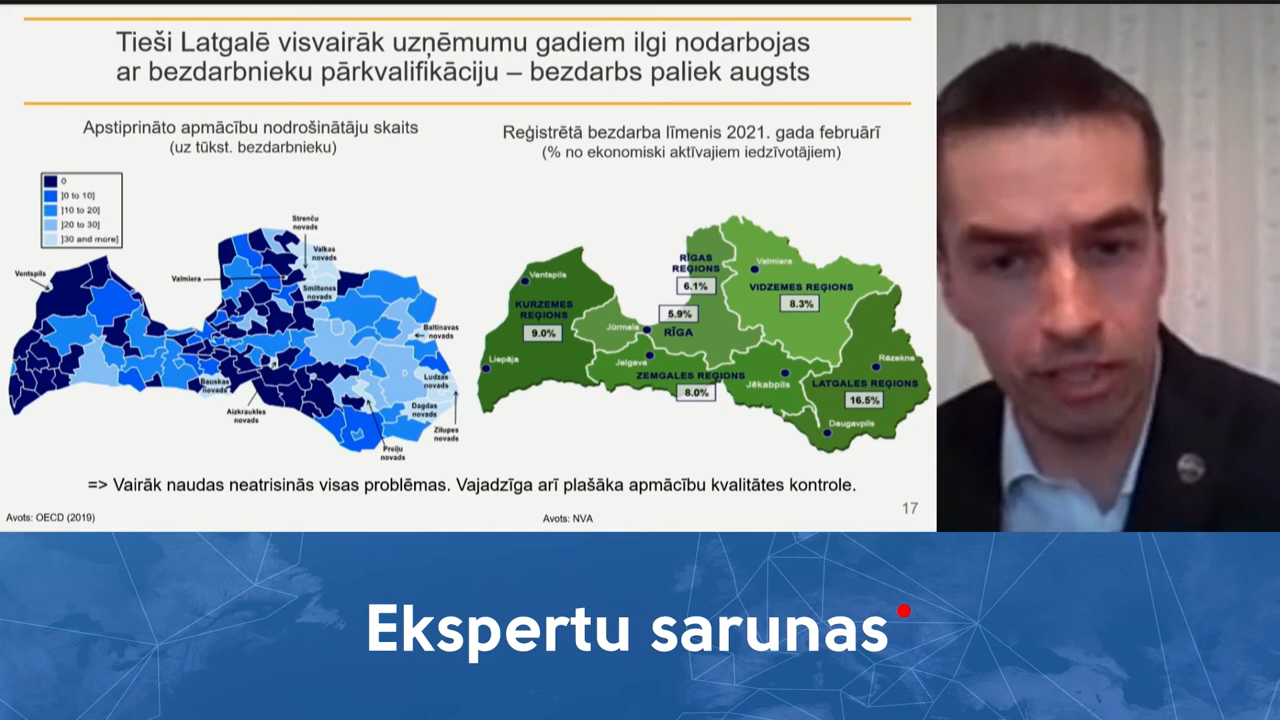 Tieši Latgalē visvairāk uzņēmumu gadiem ilgi nodarbojas
ar bezdarbnieku pārkvalifikāciju – bezdarbs paliek augsts
Apstiprināto apmācību nodrošinātāju skaits
(uz tūkst. bezdarbnieku)
0
]0 to 10]
]10 to 20]
]20 to 30]
]30 and more]
Strenču
novads
Valkas
novads
Ventspils
Valmiera
Smiltenes
novads
Baltinavas
novads
Bauskas
novads
Ludzas
novads
Aizkraukles
novads
Dagdas
novads
Zilupes
novads
Preiļu
novads
Reģistrētā bezdarba līmenis 2021. gada februārī
(% no ekonomiski aktīvajiem iedzīvotājiem)
RĪGAS
REĢIONS
6.1%
Valmiera
Ventspils
VIDZEMES REĢIONS
8.3%
KURZEMES
REĢIONS
9.0%
5.9%
Jūrmala
RĪGA
Liepāja
Jelgava
Rēzekne
ZEMGALES REĢIONS
8.0%
Jēkabpils
LATGALES REĢIONS
16.5%
Daugavpils
=> Vairāk naudas neatrisinās visas problēmas. Vajadzīga arī plašāka apmācību kvalitātes kontrole.
Avots: OECD (2019)
Avots: NVA
17
Ekspertu sarunas